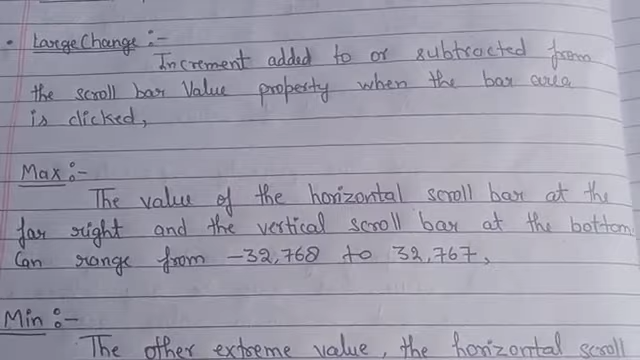 • LargeChange :-
Increment added to or subtracted from
the scroll bar Value property when the bar area
is clicked,
Max :-
The value of the horizontal scroll bar at the
far right and the vertical scroll bar at the bottom
Can range from -32,768 to 32,767,
Min :-
The other extreme value, the horizontal scroll